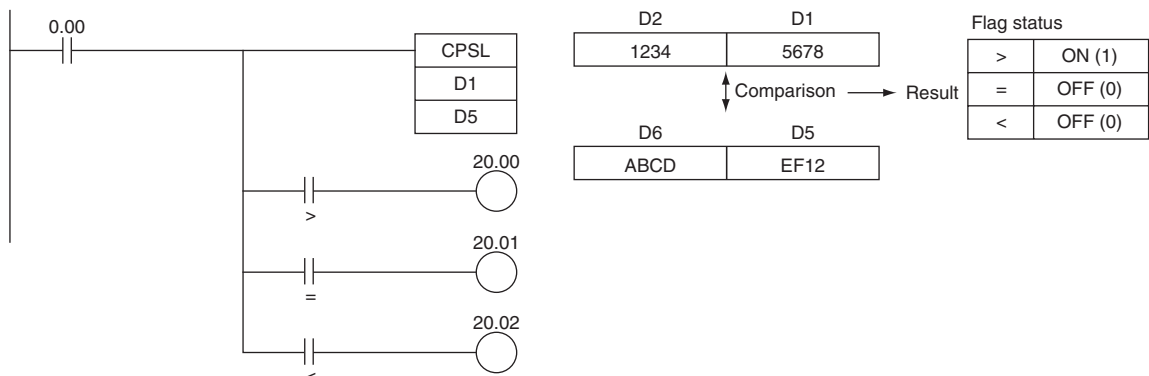 0.00
CPSL
D1
D5
20.00
>
20.01
=
20.02
<
D2 D1
1234 5678
Comparison Result
D6 D5
ABCD EF12
Flag status
> ON (1)
= OFF (0)
< OFF (0)